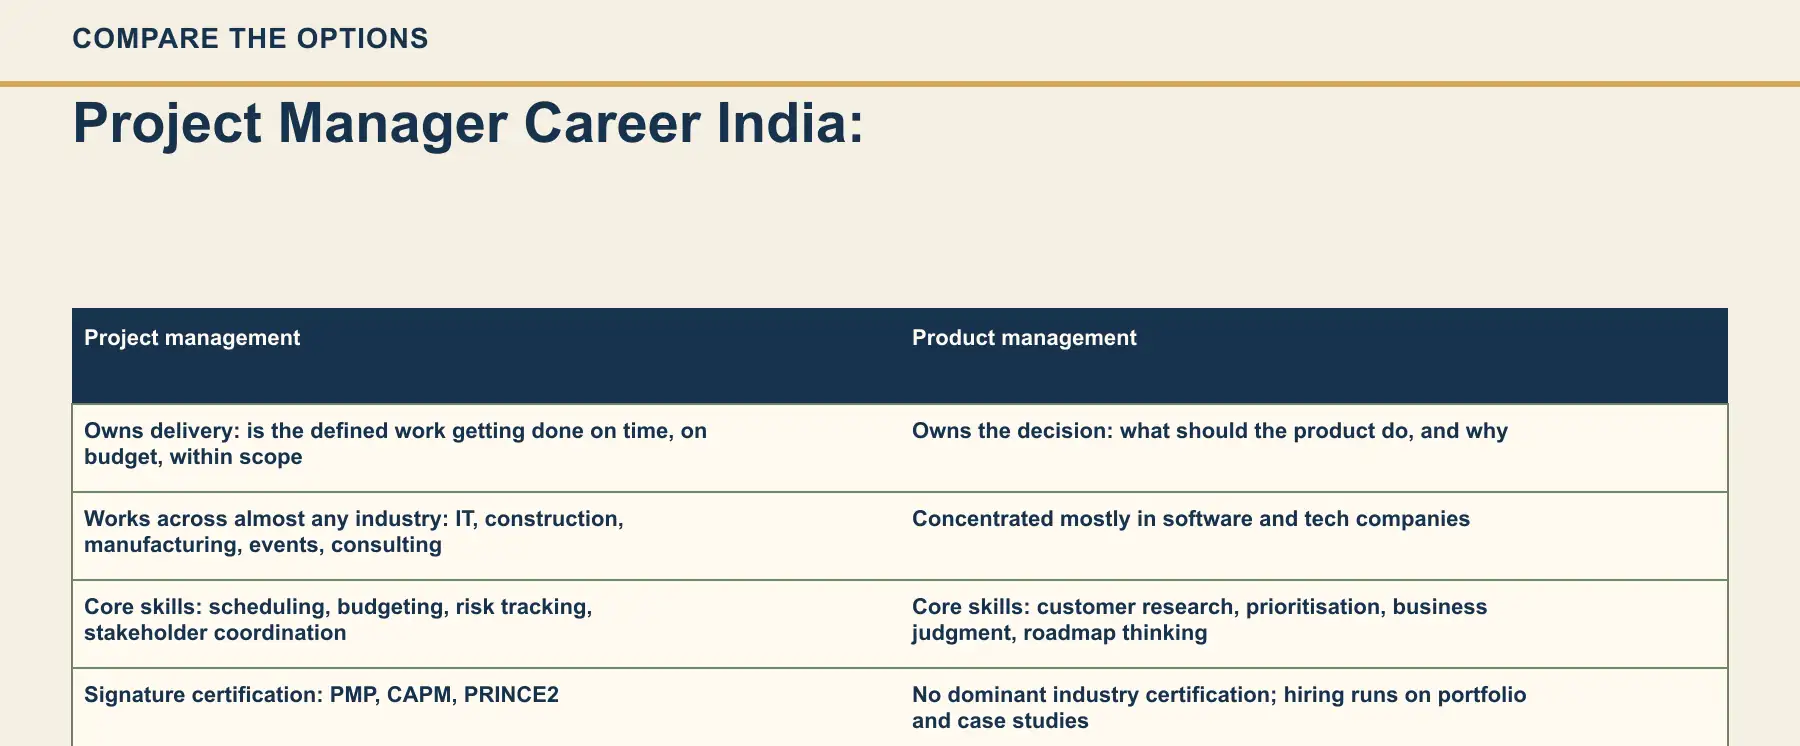 COMPARE THE OPTIONS
Project Manager Career India:
Project management
Product management
Owns delivery: is the defined work getting done on time, on
budget, within scope
Owns the decision: what should the product do, and why
Works across almost any industry: IT, construction,
manufacturing, events, consulting
Concentrated mostly in software and tech companies
Core skills: scheduling, budgeting, risk tracking,
stakeholder coordination
Core skills: customer research, prioritisation, business
judgment, roadmap thinking
Signature certification: PMP, CAPM, PRINCE2
No dominant industry certification; hiring runs on portfolio
and case studies